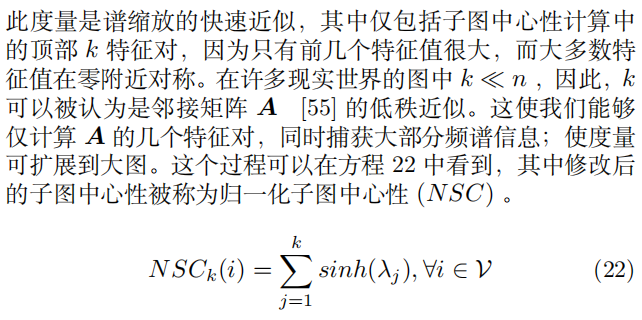 此度量是谱缩放的快速近似，其中仅包括子图中心性计算中
的顶部 k 特征对，因为只有前几个特征值很大，而大多数特
征值在零附近对称。在许多现实世界的图中 k ≪ n ，因此，k
可以被认为是邻接矩阵 A [55] 的低秩近似。这使我们能够
仅计算 A 的几个特征对，同时捕获大部分频谱信息；使度量
可扩展到大图。这个过程可以在方程 22 中看到，其中修改后
的子图中心性被称为归一化子图中心性 (NSC) 。
NSC_k(i) = ∑_{j=1}^{k} sinh(λ_j), ∀i ∈ 𝒱 (22)